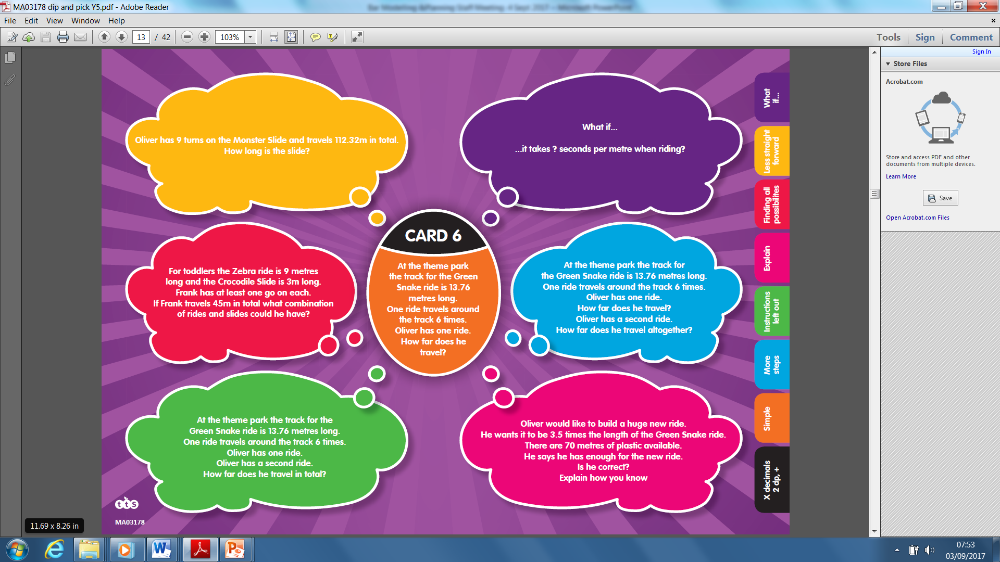 MA03178 dip and pick Y5.pdf - Adobe Reader
Bar Modelling &Planning Staff Meeting 4 Sept 2017 - Microsoft PowerPoint
File Edit View Window Help
13 / 42
103%
Tools Sign Comment
Sign In
Store Files
Acrobat.com
Store and access PDF and other
documents from multiple devices.
Learn More
Save
Open Acrobat.com Files
Oliver has 9 turns on the Monster Slide and travels 112.32m in total.
How long is the slide?
What if...
...it takes ? seconds per metre when riding?
For toddlers the Zebra ride is 9 metres
long and the Crocodile Slide is 3m long.
Frank has at least one go on each.
If Frank travels 45m in total what combination
of rides and slides could he have?
CARD 6
At the theme park
the track for the Green
Snake ride is 13.76
metres long.
One ride travels around
the track 6 times.
Oliver has one ride.
How far does he
travel?
At the theme park the track for
the Green Snake ride is 13.76 metres long.
One ride travels around the track 6 times.
Oliver has one ride.
How far does he travel?
Oliver has a second ride.
How far does he travel altogether?
At the theme park the track for the
Green Snake ride is 13.76 metres long.
One ride travels around the track 6 times.
Oliver has one ride.
Oliver has a second ride.
How far does he travel in total?
Oliver would like to build a huge new ride.
He wants it to be 3.5 times the length of the Green Snake ride.
There are 70 metres of plastic available.
He says he has enough for the new ride.
Is he correct?
Explain how you know
What
if...
Less straight
forward
Finding all
possibilites
Explain
Instructions
left out
More
steps
Simple
X decimals
2 dp, +
tts
MA03178
11.69 x 8.26 in
07:53
03/09/2017